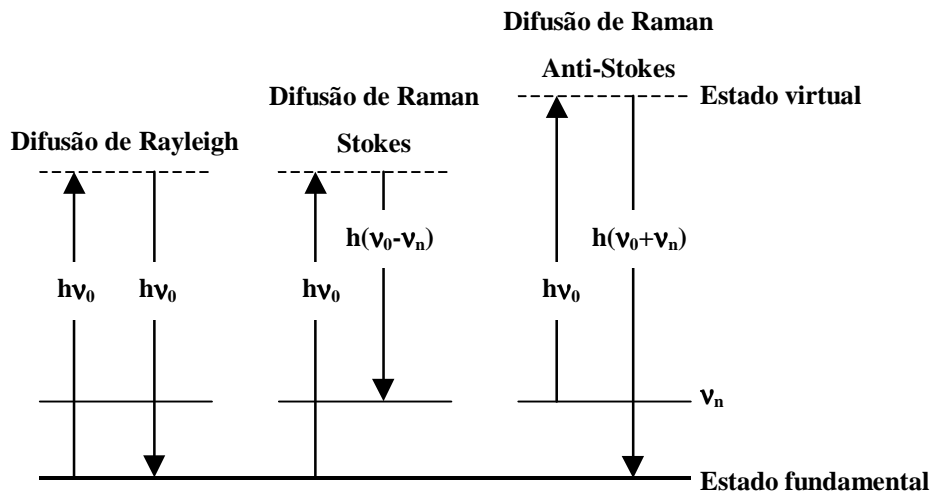 Difusão de Raman
Anti-Stokes
Difusão de Raman
Stokes
Difusão de Rayleigh
Estado virtual
h(ν₀-νₙ)
h(ν₀+νₙ)
hν₀
hν₀
hν₀
hν₀
νₙ
Estado fundamental